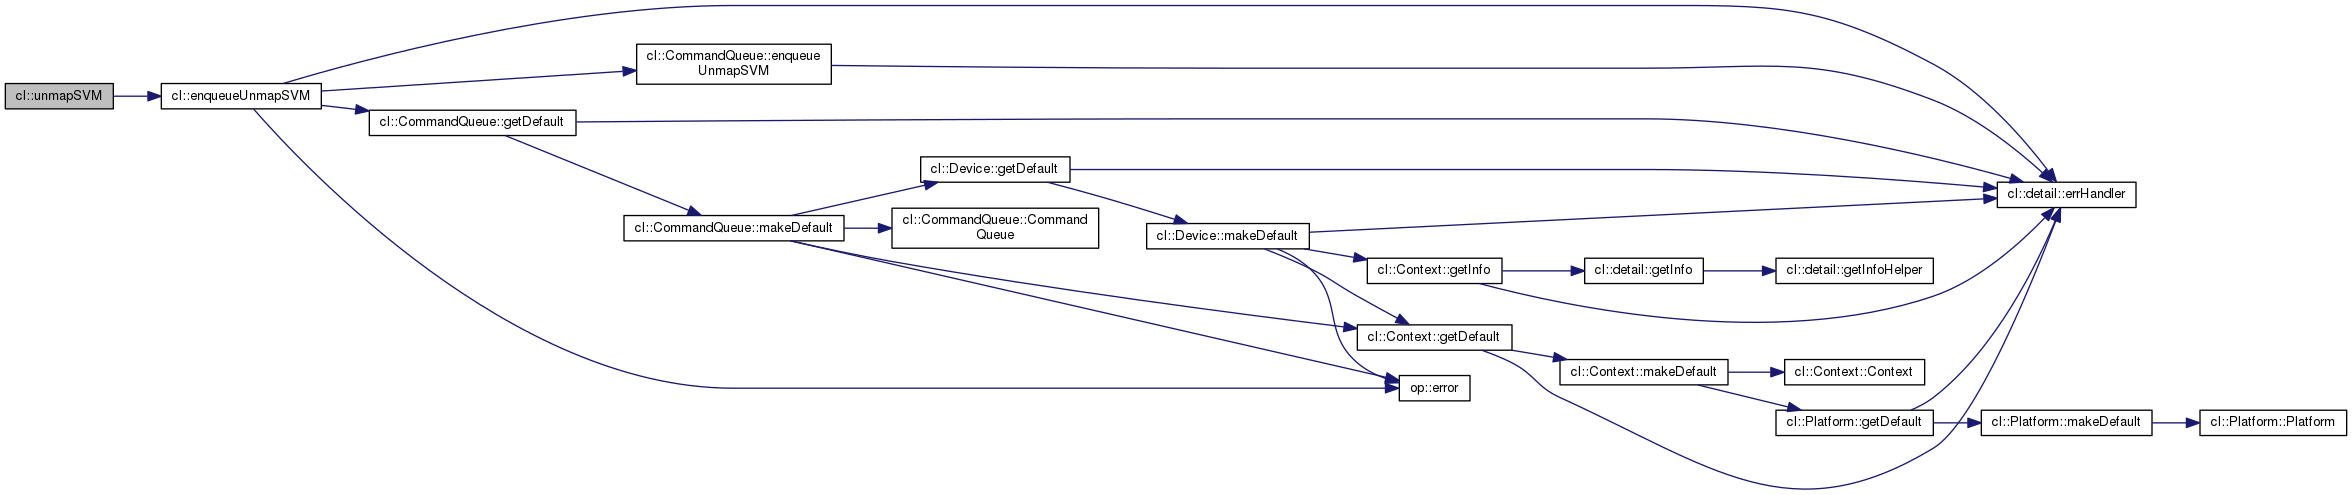 cl::unmapSVM
cl::enqueueUnmapSVM
cl::CommandQueue::enqueue
UnmapSVM
cl::CommandQueue::getDefault
cl::CommandQueue::makeDefault
cl::Device::getDefault
cl::CommandQueue::Command
Queue
cl::Device::makeDefault
cl::Context::getInfo
cl::detail::getInfo
cl::detail::getInfoHelper
cl::Context::getDefault
op::error
cl::Context::makeDefault
cl::Context::Context
cl::Platform::getDefault
cl::Platform::makeDefault
cl::Platform::Platform
cl::detail::errHandler